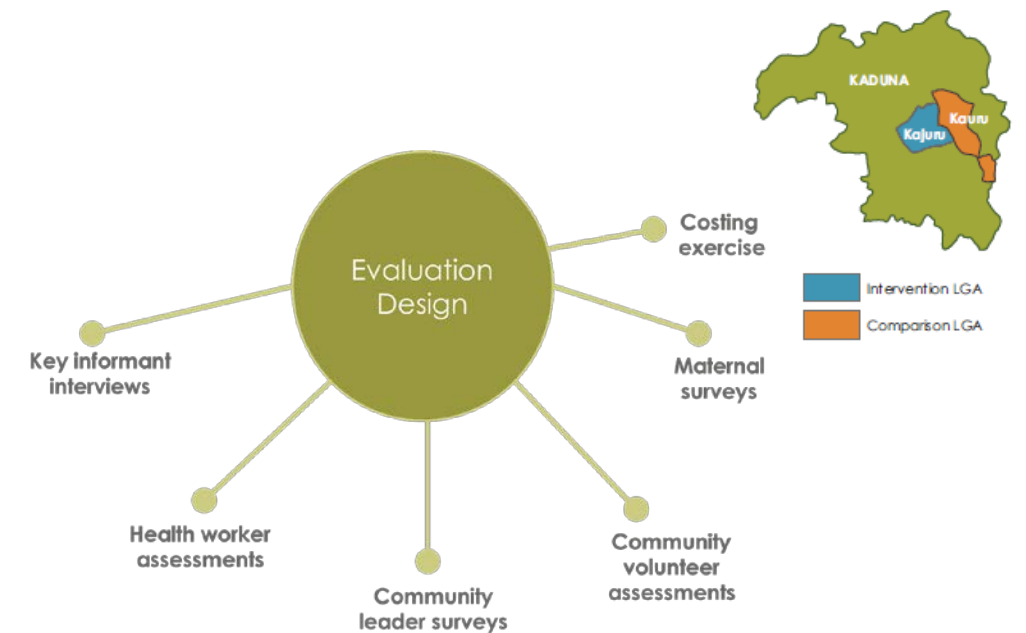 KADUNA
Kauru
Kajuru
Costing
exercise
Evaluation
Design
Intervention LGA
Comparison LGA
Key informant
interviews
Maternal
surveys
Health worker
assessments
Community
volunteer
assessments
Community
leader surveys